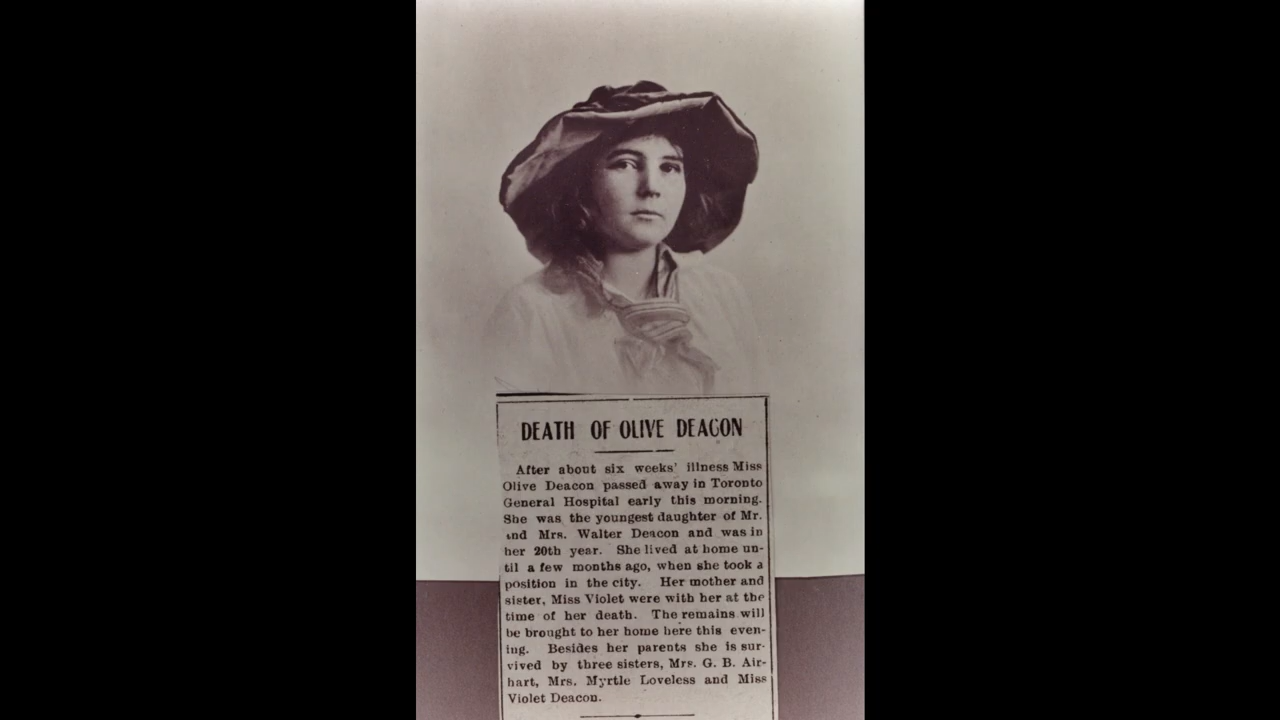 DEATH OF OLIVE DEACON
After about six weeks' illness Miss
Olive Deacon passed away in Toronto
General Hospital early this morning.
She was the youngest daughter of Mr.
and Mrs. Walter Deacon and was in
her 20th year. She lived at home un-
til a few months ago, when she took a
position in the city. Her mother and
sister, Miss Violet were with her at the
time of her death. The remains will
be brought to her home here this even-
ing. Besides her parents she is sur-
vived by three sisters, Mrs. G. B. Air-
hart, Mrs. Myrtle Loveless and Miss
Violet Deacon.